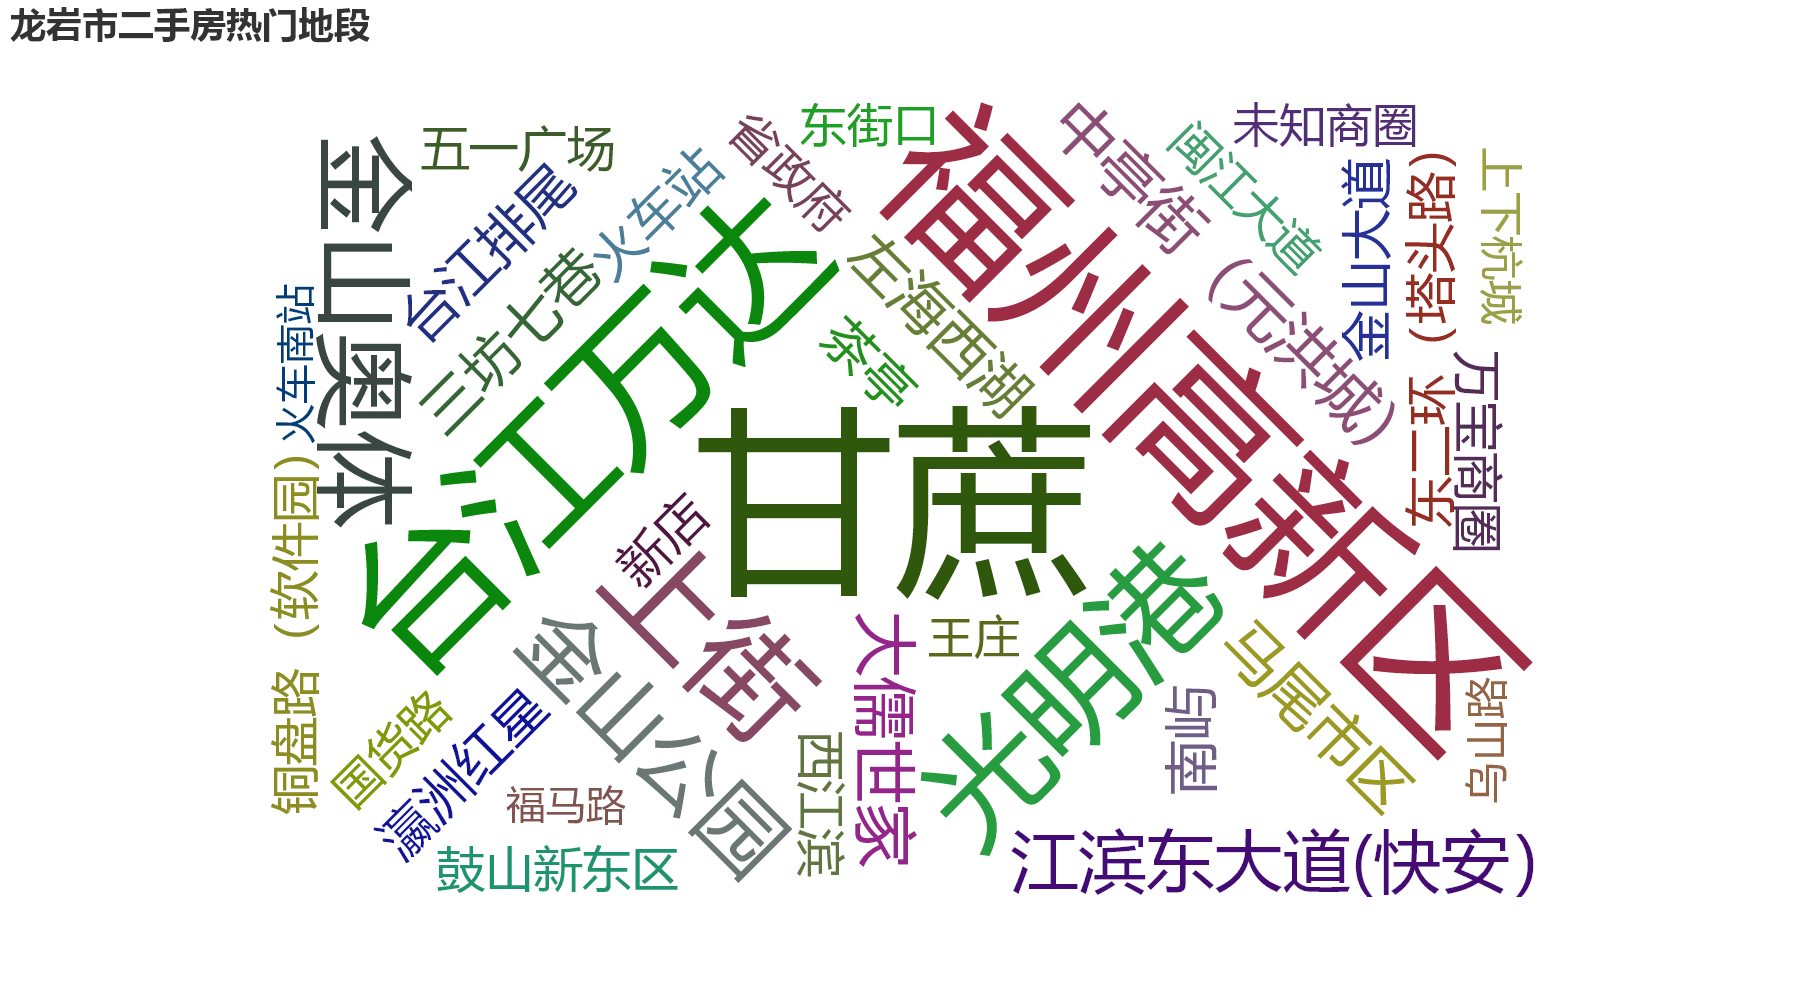 龙岩市二手房热门地段
五一广场
东街口
未知商圈
省政府
中亭街（元洪城）
闽江大道
金山大道
东二环（塔头路）
上下杭城
金山奥体
台江排尾
火车站
福州高新区
台江万达
三坊七巷
左海西湖
茶亭
火车南站
万宝商圈
甘蔗
铜盘路（软件园）
新店
上街
光明港
金山公园
大儒世家
王庄
马尾市区
南屿
乌山路
国货路
瀛洲红星
福马路
西江滨
鼓山新东区
江滨东大道(快安）